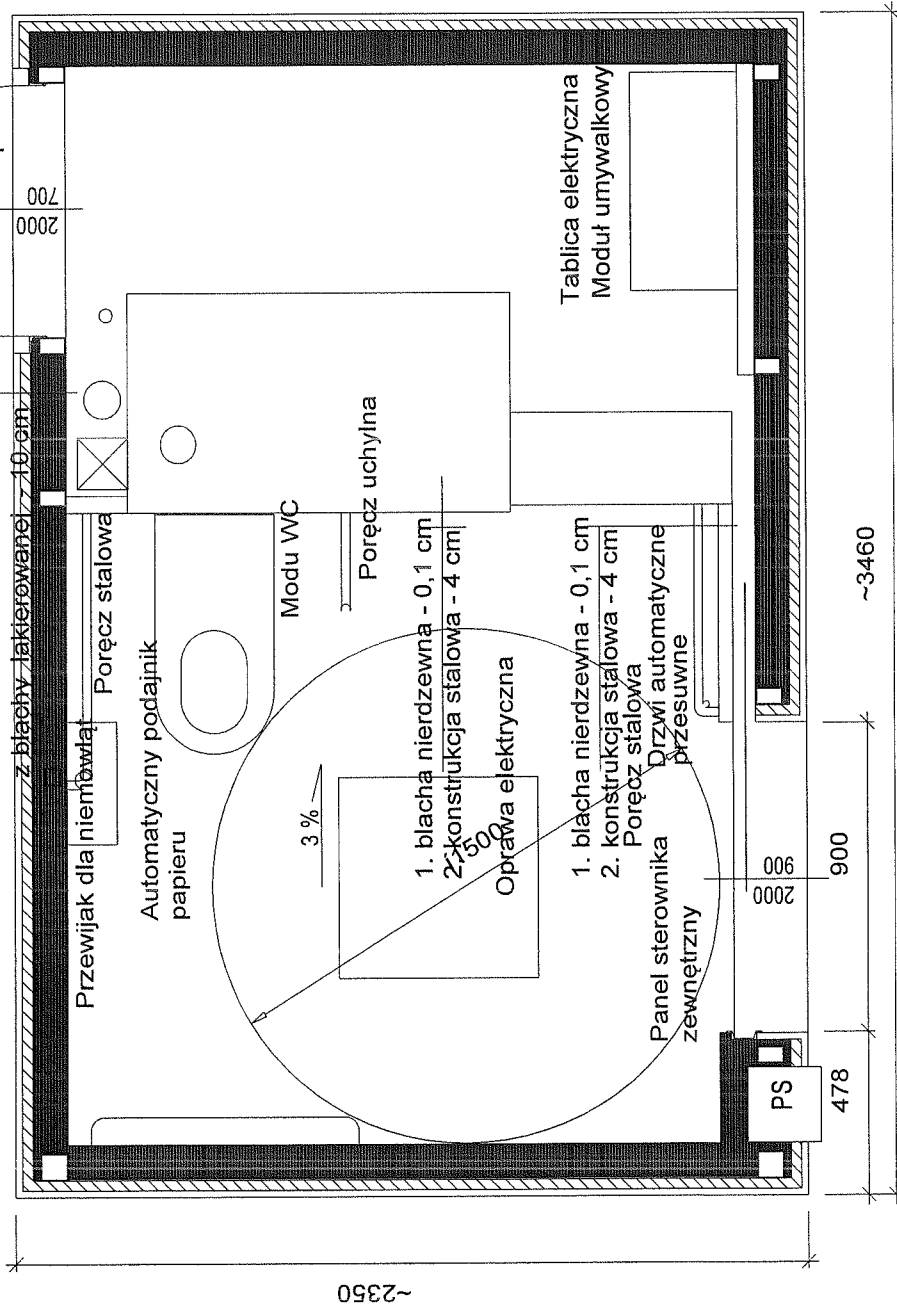 z blachy lakierowanej - 10 cm
700
2000
Przewijak dla niemowląt
Poręcz stalowa
Automatyczny podajnik
papieru
Modu WC
Poręcz uchylna
Tablica elektryczna
Moduł umywalkowy
3 %
1. blacha nierdzewna - 0,1 cm
2. konstrukcja stalowa - 4 cm
1500
Oprawa elektryczna
1. blacha nierdzewna - 0,1 cm
2. konstrukcja stalowa - 4 cm
Poręcz stalowa
Drzwi automatyczne
przesuwne
Panel sterownika
zewnętrzny
900
2000
PS
478
900
~3460
~2350